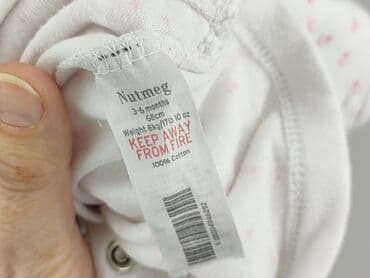 Nutmeg
3-6 months
68cm
Weight 8kg/17lb 10 oz
KEEP AWAY
FROM FIRE
100% Cotton